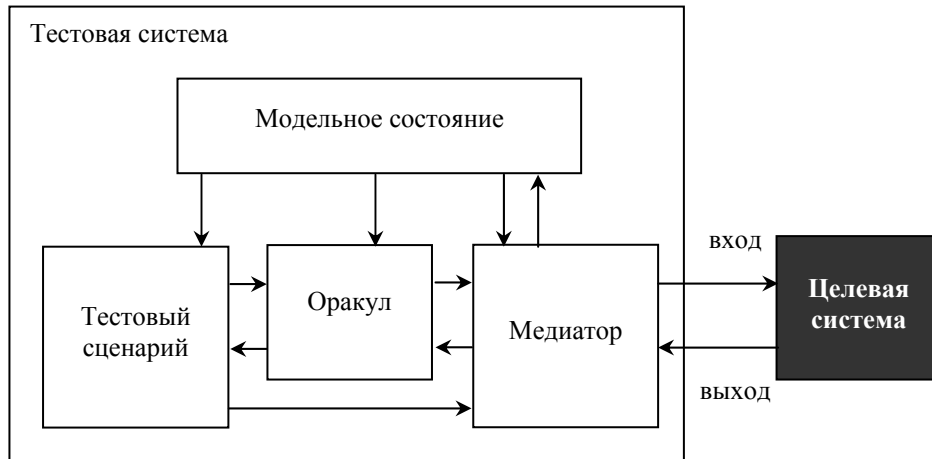 Тестовая система
Модельное состояние
вход
Тестовый
сценарий
Оракул
Медиатор
Целевая
система
выход